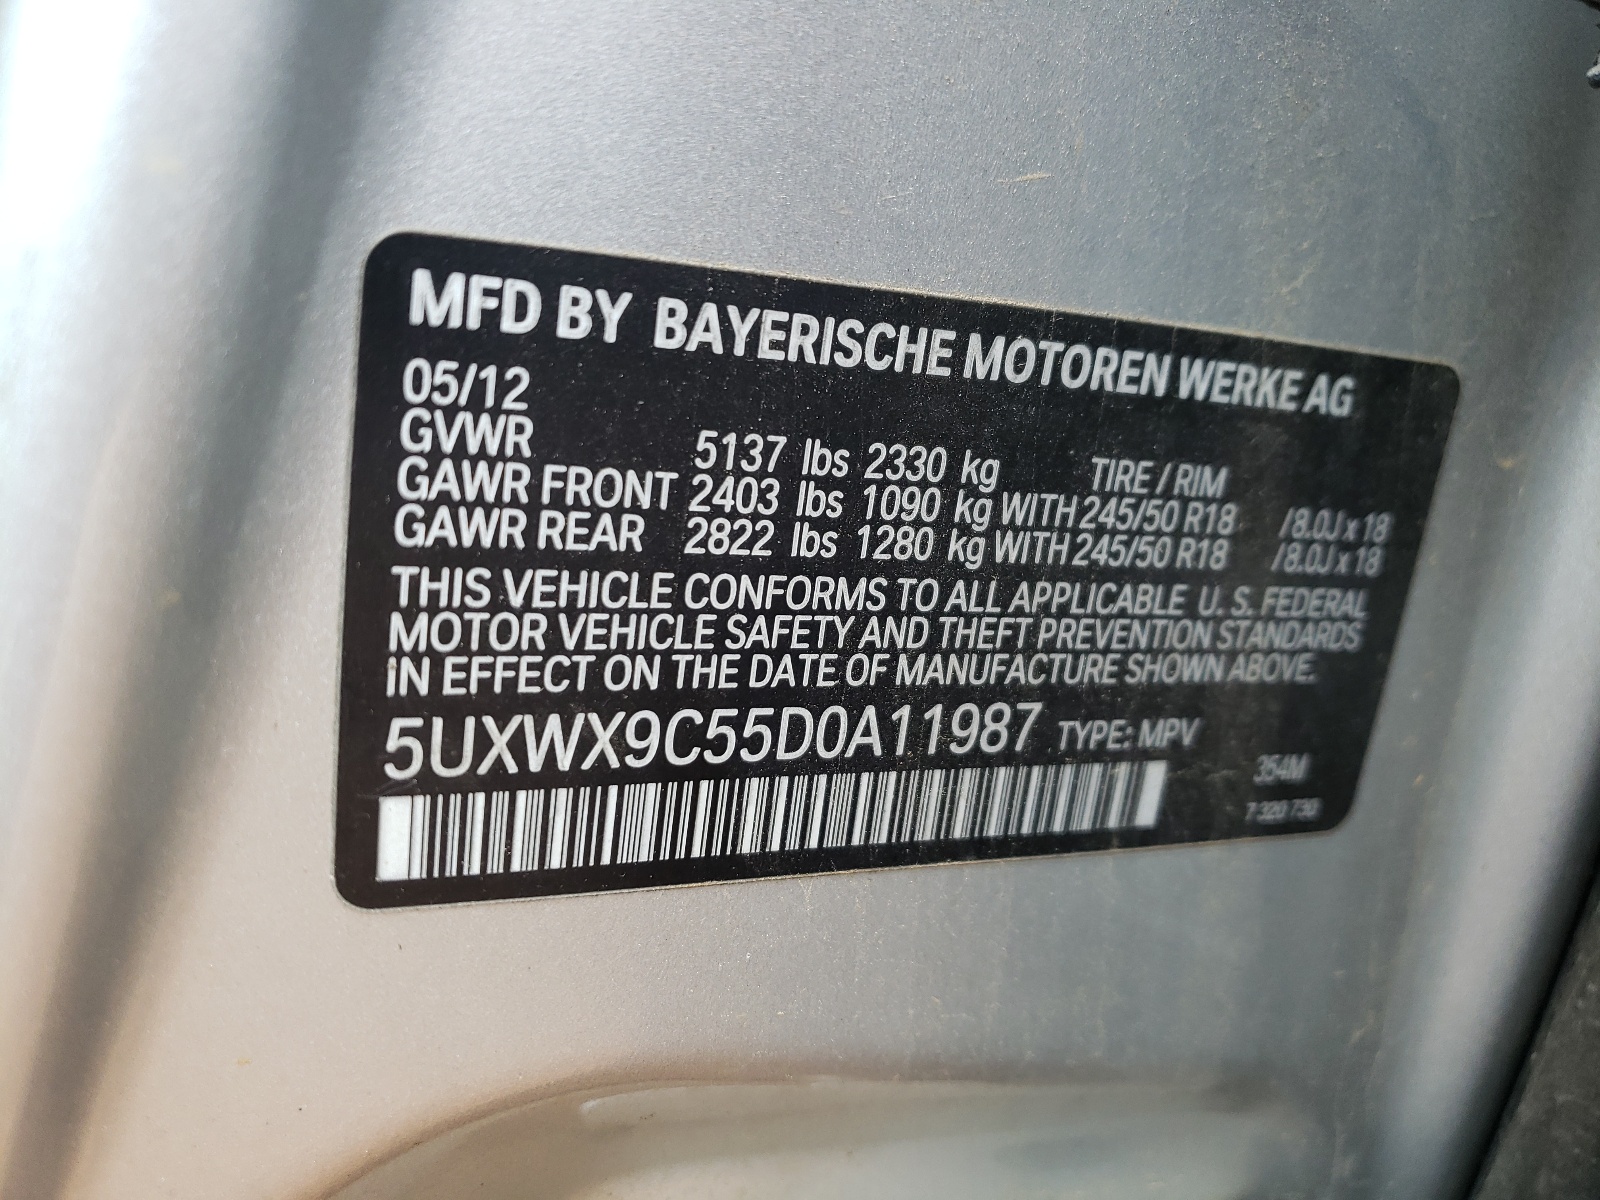 MFD BY BAYERISCHE MOTOREN WERKE AG
05/12
GVWR 5137 lbs 2330 kg TIRE / RIM
GAWR FRONT 2403 lbs 1090 kg WITH 245/50 R18 /8.0J x 18
GAWR REAR 2822 lbs 1280 kg WITH 245/50 R18 /8.0J x 18
THIS VEHICLE CONFORMS TO ALL APPLICABLE U. S. FEDERAL
MOTOR VEHICLE SAFETY AND THEFT PREVENTION STANDARDS
IN EFFECT ON THE DATE OF MANUFACTURE SHOWN ABOVE.
5UXWX9C55D0A11987 TYPE: MPV
354M
7 320 730